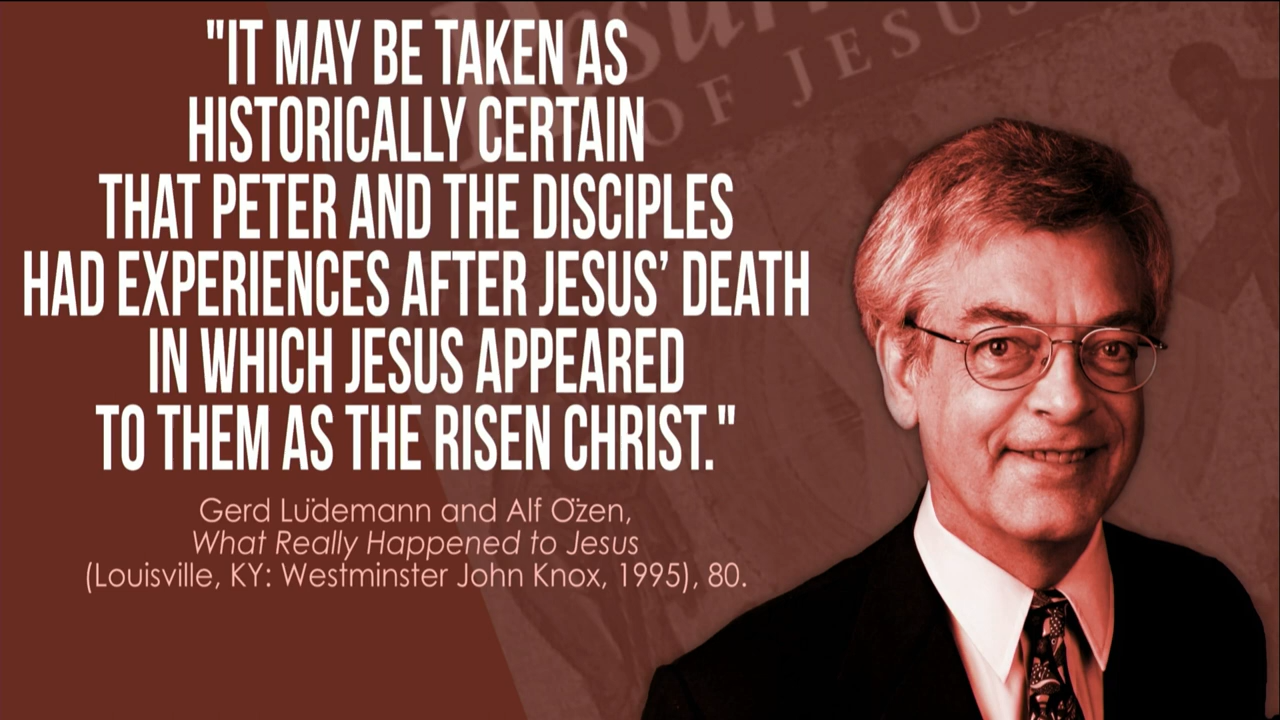 "IT MAY BE TAKEN AS
HISTORICALLY CERTAIN
THAT PETER AND THE DISCIPLES
HAD EXPERIENCES AFTER JESUS’ DEATH
IN WHICH JESUS APPEARED
TO THEM AS THE RISEN CHRIST."
Gerd Lüdemann and Alf Özen,
What Really Happened to Jesus
(Louisville, KY: Westminster John Knox, 1995), 80.
OF JESUS